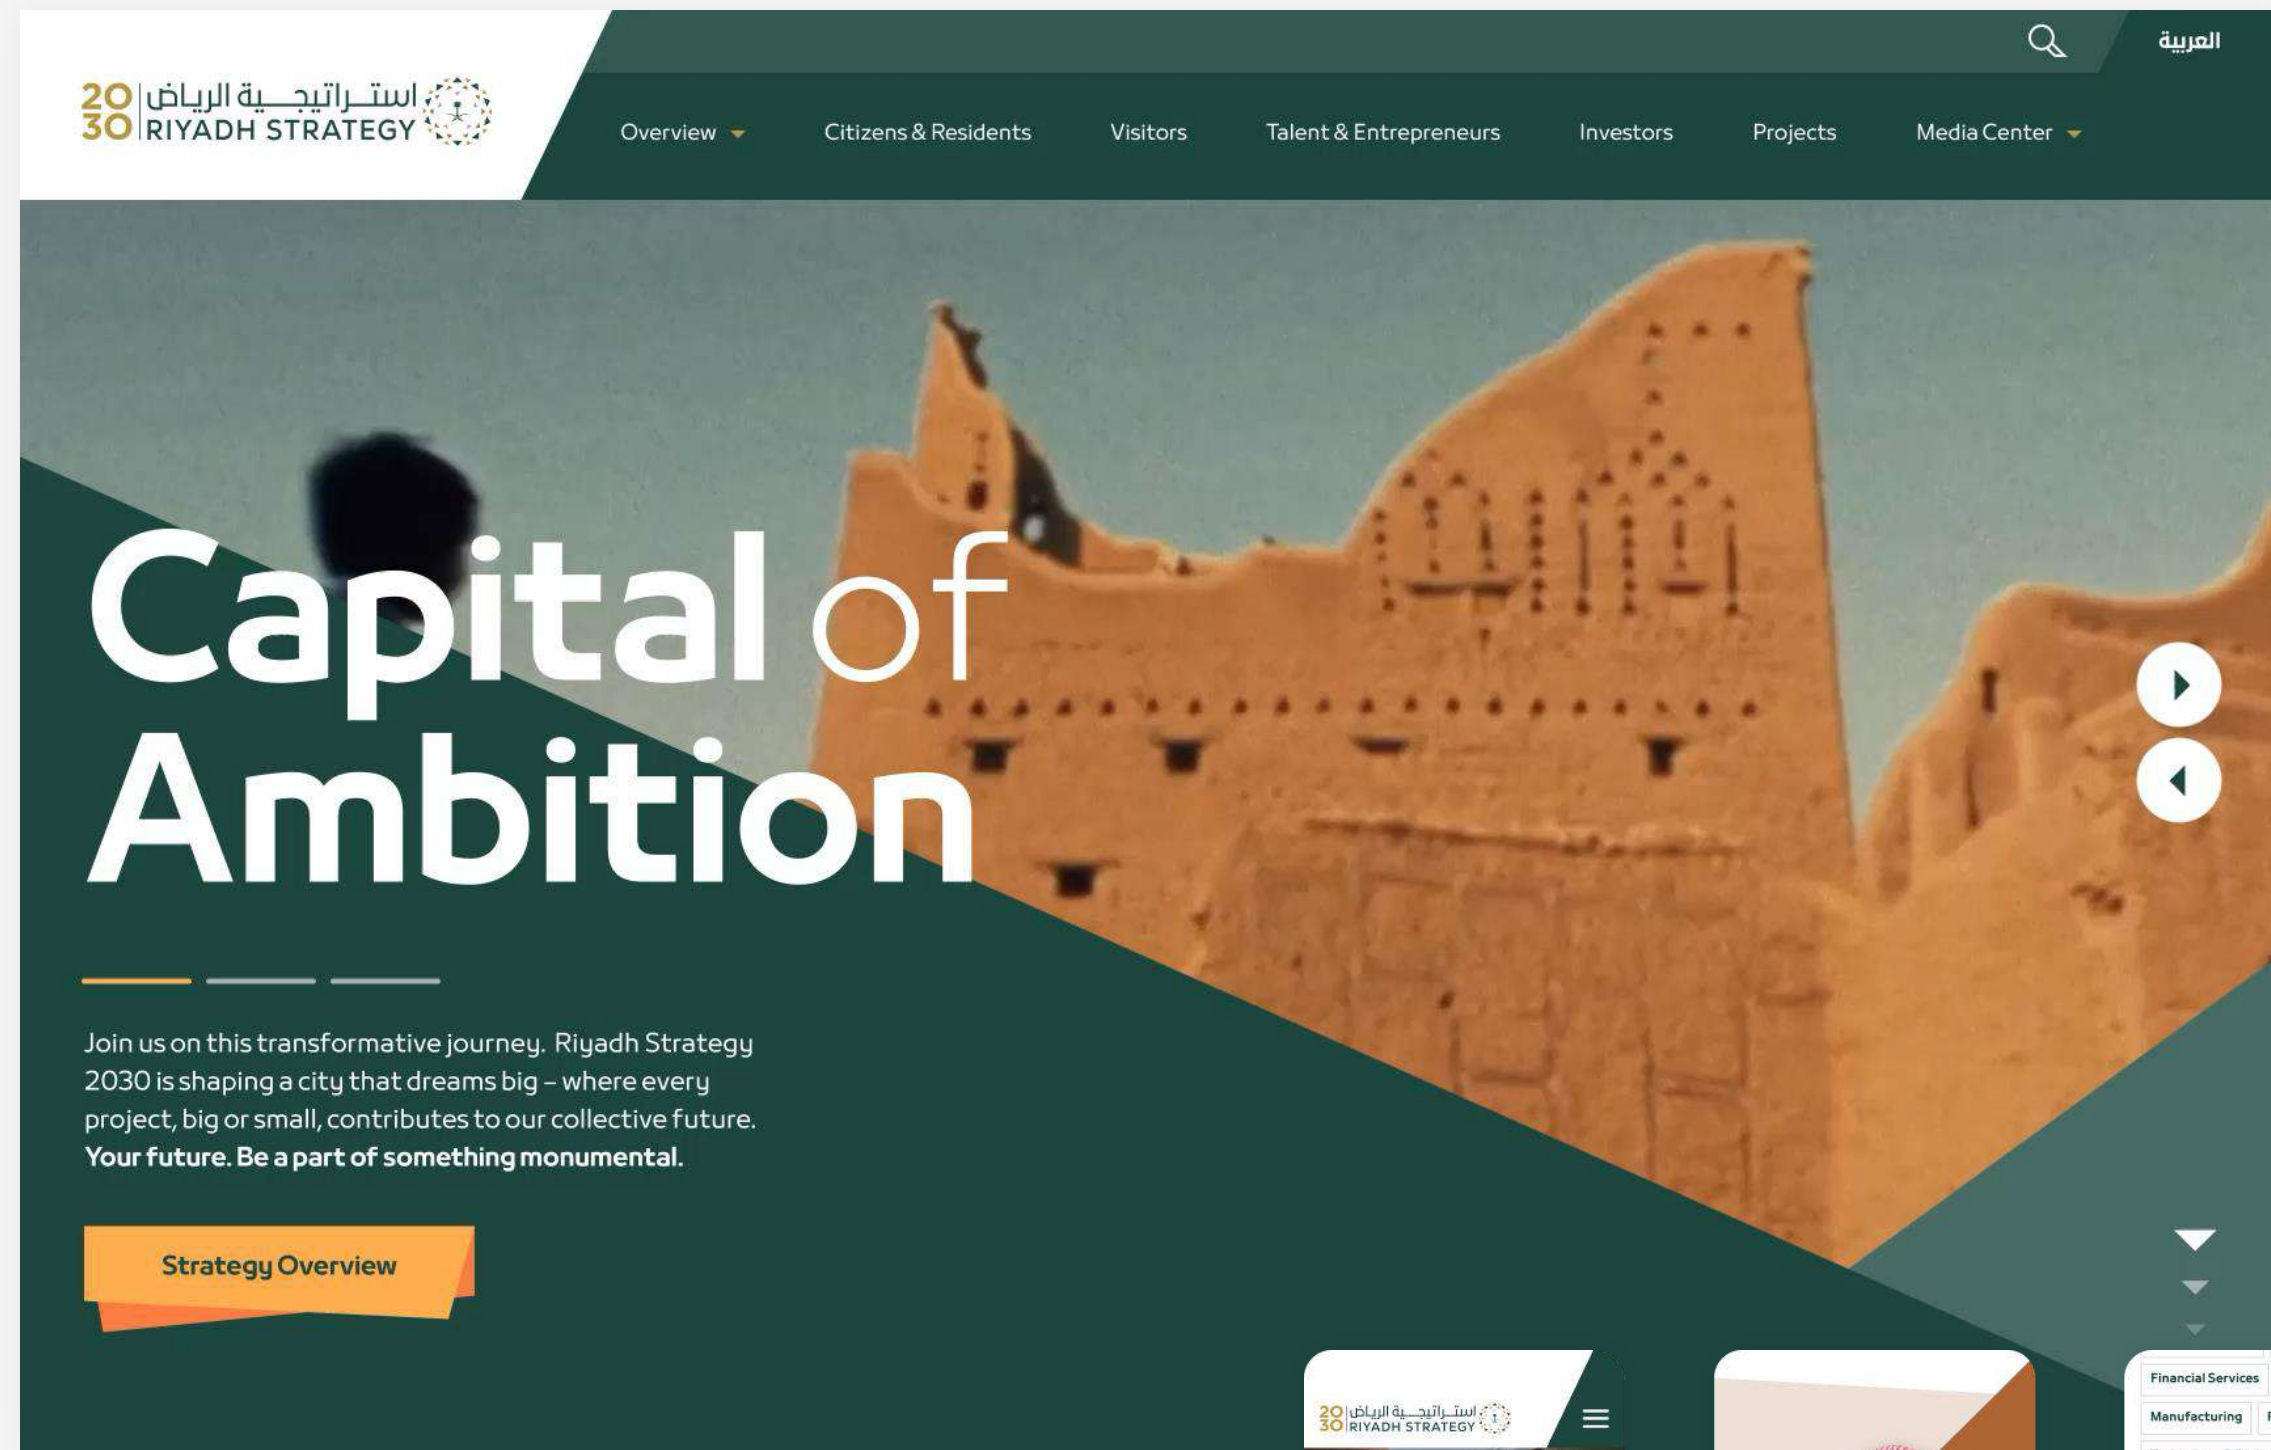 العربية
20
30
استراتيجية الرياض
RIYADH STRATEGY
Overview
Citizens & Residents
Visitors
Talent & Entrepreneurs
Investors
Projects
Media Center
Capital of
Ambition
Join us on this transformative journey. Riyadh Strategy
2030 is shaping a city that dreams big – where every
project, big or small, contributes to our collective future.
Your future. Be a part of something monumental.
Strategy Overview
20
30
استراتيجية الرياض
RIYADH STRATEGY
Financial Services
Manufacturing